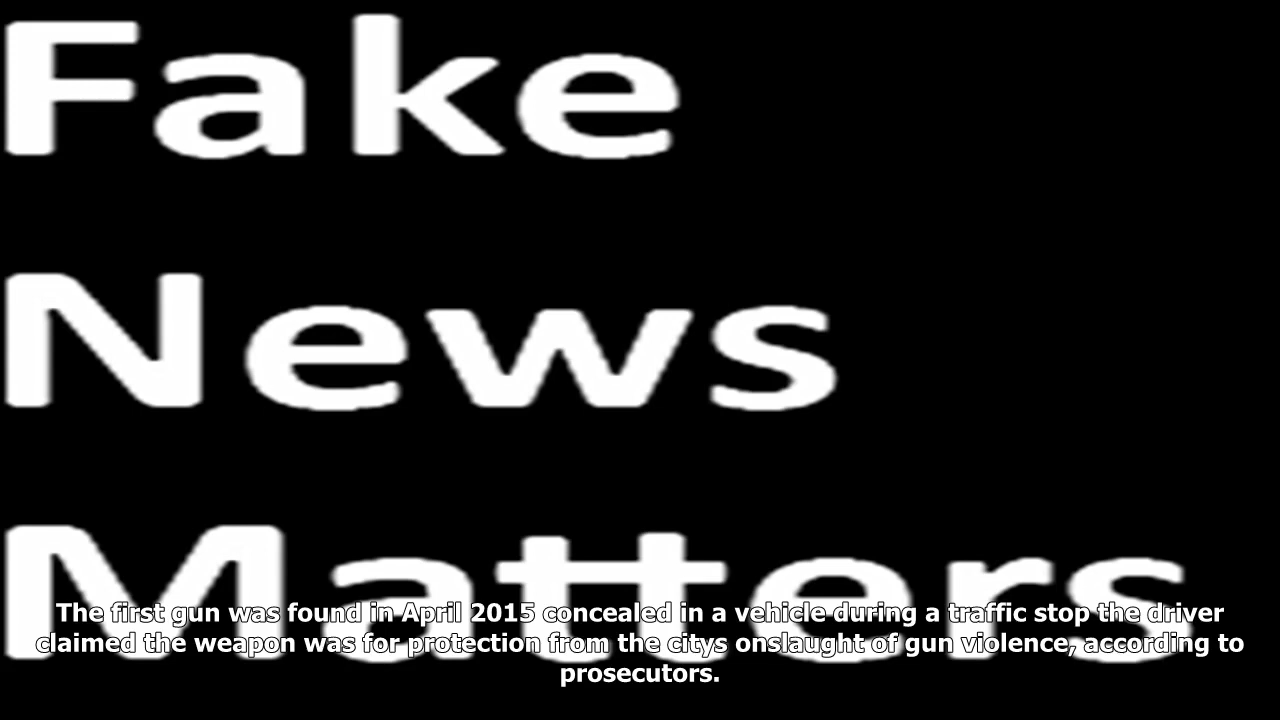 Fake
News
Matters
The first gun was found in April 2015 concealed in a vehicle during a traffic stop the driver
claimed the weapon was for protection from the citys onslaught of gun violence, according to
prosecutors.